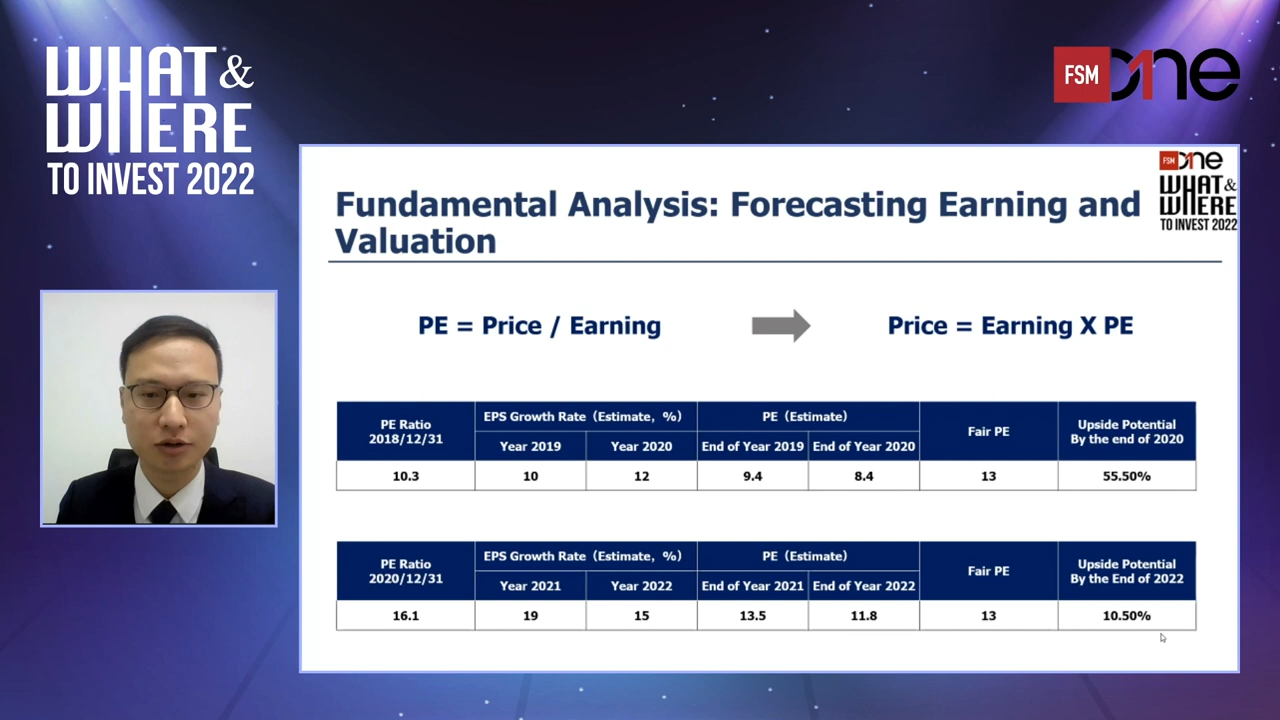 WHAT &
WHERE
TO INVEST 2022
FSM One
FSM One
WHAT &
WHERE
TO INVEST 2022
Fundamental Analysis: Forecasting Earning and
Valuation
PE = Price / Earning
Price = Earning X PE
PE Ratio
2018/12/31
EPS Growth Rate (Estimate, %)
PE (Estimate)
Fair PE
Upside Potential
By the end of 2020
Year 2019
Year 2020
End of Year 2019
End of Year 2020
10.3
10
12
9.4
8.4
13
55.50%
PE Ratio
2020/12/31
EPS Growth Rate (Estimate, %)
PE (Estimate)
Fair PE
Upside Potential
By the End of 2022
Year 2021
Year 2022
End of Year 2021
End of Year 2022
16.1
19
15
13.5
11.8
13
10.50%